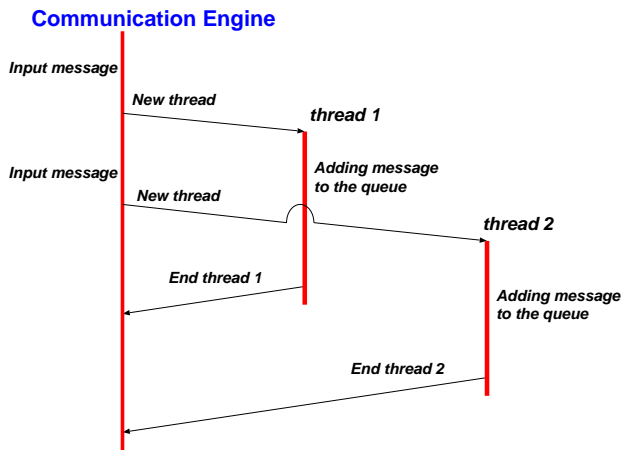 Communication Engine
Input message
New thread
thread 1
Input message
Adding message
to the queue
New thread
thread 2
End thread 1
Adding message
to the queue
End thread 2